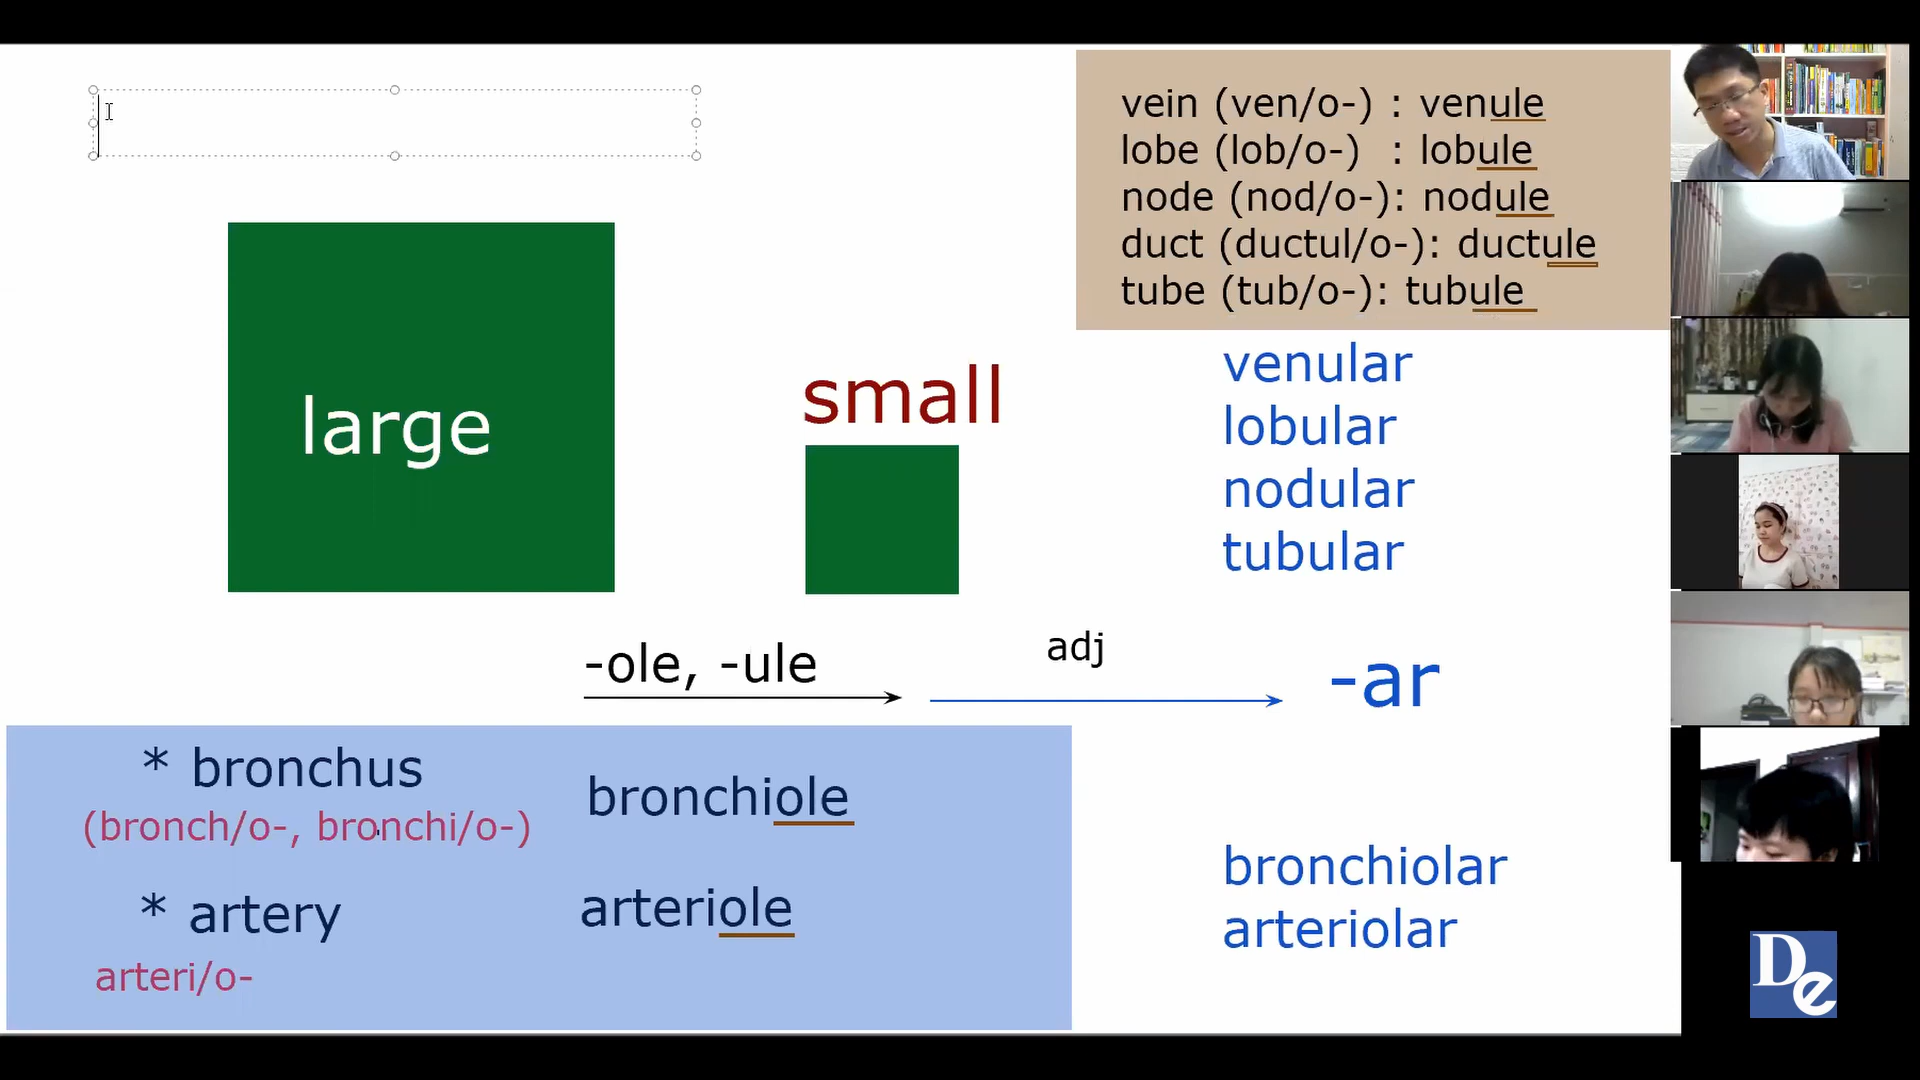 vein (ven/o-) : venule
lobe (lob/o-) : lobule
node (nod/o-): nodule
duct (ductul/o-): ductule
tube (tub/o-): tubule
large
small
venular
lobular
nodular
tubular
-ole, -ule
adj
-ar
* bronchus
(bronch/o-, bronchi/o-)
bronchiole
* artery
arteri/o-
arteriole
bronchiolar
arteriolar
De